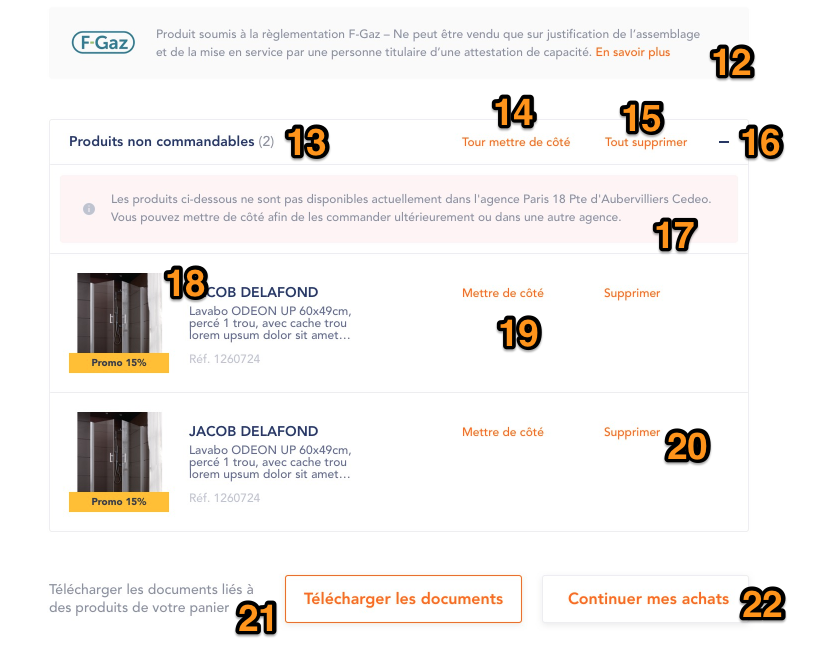 F-Gaz
Produit soumis à la règlementation F-Gaz – Ne peut être vendu que sur justification de l'assemblage
et de la mise en service par une personne titulaire d'une attestation de capacité. En savoir plus
12
14
15
Produits non commandables (2)
13
Tour mettre de côté
Tout supprimer
16
Les produits ci-dessous ne sont pas disponibles actuellement dans l'agence Paris 18 Pte d'Aubervilliers Cedeo.
Vous pouvez mettre de côté afin de les commander ultérieurement ou dans une autre agence.
17
18
COB DELAFOND
Lavabo ODEON UP 60x49cm,
percé 1 trou, avec cache trou
lorem upsum dolor sit amet...
Réf. 1260724
Promo 15%
Mettre de côté
Supprimer
19
JACOB DELAFOND
Lavabo ODEON UP 60x49cm,
percé 1 trou, avec cache trou
lorem upsum dolor sit amet...
Réf. 1260724
Promo 15%
Mettre de côté
Supprimer
20
Télécharger les documents liés à
des produits de votre panier
21
Télécharger les documents
Continuer mes achats
22